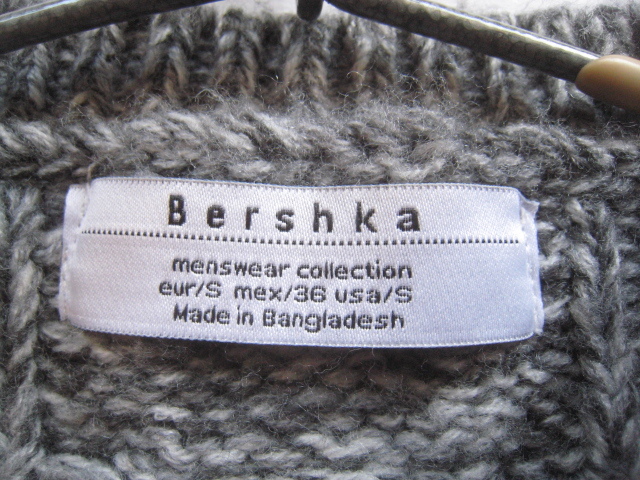 Bershka
menswear collection
eur/S mex/36 usa/S
Made in Bangladesh